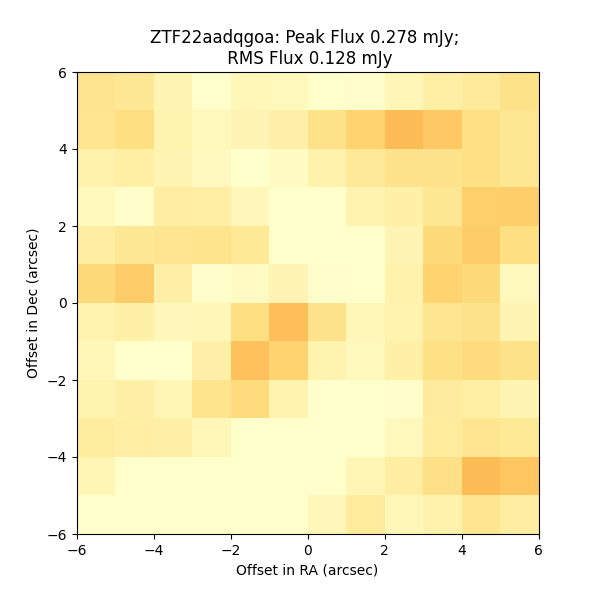 ZTF22aadqgoa: Peak Flux 0.278 mJy;
RMS Flux 0.128 mJy
6
4
2
0
−2
−4
−6
Offset in Dec (arcsec)
−6 −4 −2 0 2 4 6
Offset in RA (arcsec)